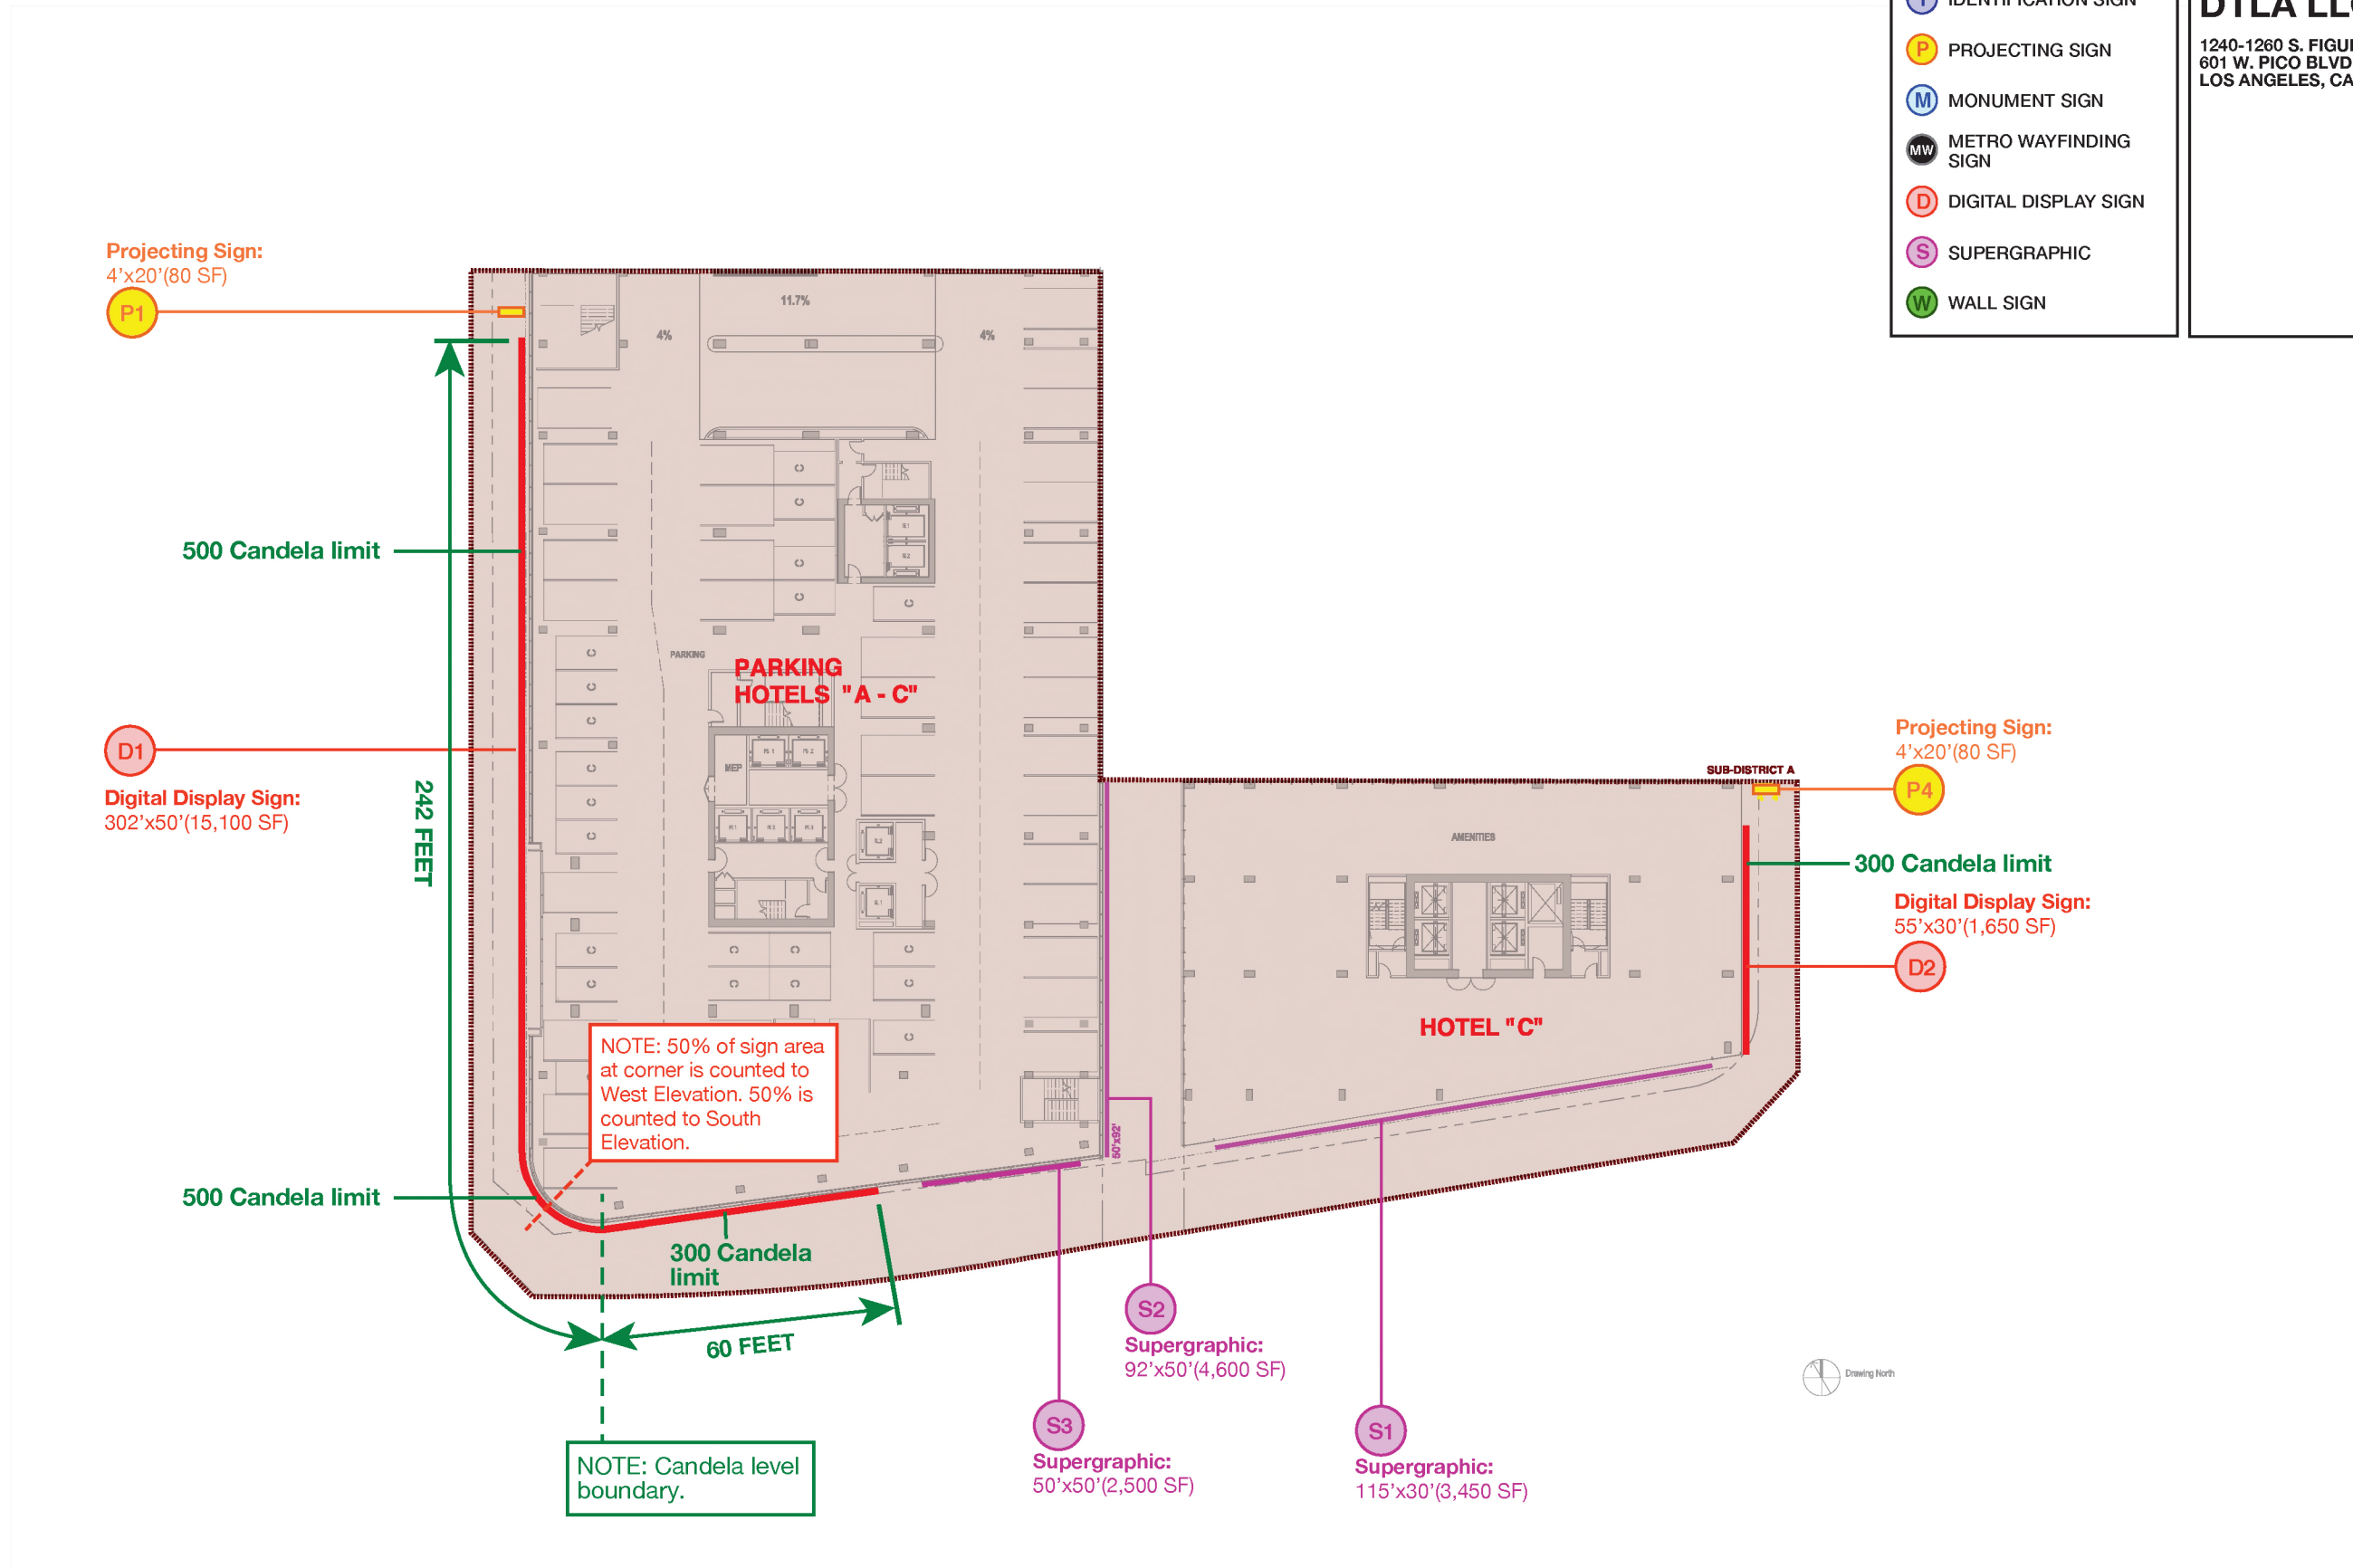 IDENTIFICATION SIGN
P PROJECTING SIGN
M MONUMENT SIGN
MW METRO WAYFINDING
SIGN
D DIGITAL DISPLAY SIGN
S SUPERGRAPHIC
W WALL SIGN
DTLA
1240-1260 S.
601 W. PICO BLVD
LOS ANGELES, CA
Projecting Sign:
4’x20’(80 SF)
P1
11.7%
4%
4%
500 Candela limit
PARKING
PARKING
HOTELS "A - C"
MEP
D1
Digital Display Sign:
302’x50’(15,100 SF)
242 FEET
SUB-DISTRICT A
Projecting Sign:
4’x20’(80 SF)
P4
AMENITIES
300 Candela limit
Digital Display Sign:
55’x30’(1,650 SF)
D2
HOTEL "C"
NOTE: 50% of sign area
at corner is counted to
West Elevation. 50% is
counted to South
Elevation.
50'x92'
500 Candela limit
300 Candela
limit
60 FEET
S2
Supergraphic:
92’x50’(4,600 SF)
S3
Supergraphic:
50’x50’(2,500 SF)
S1
Supergraphic:
115’x30’(3,450 SF)
Drawing North
NOTE: Candela level
boundary.